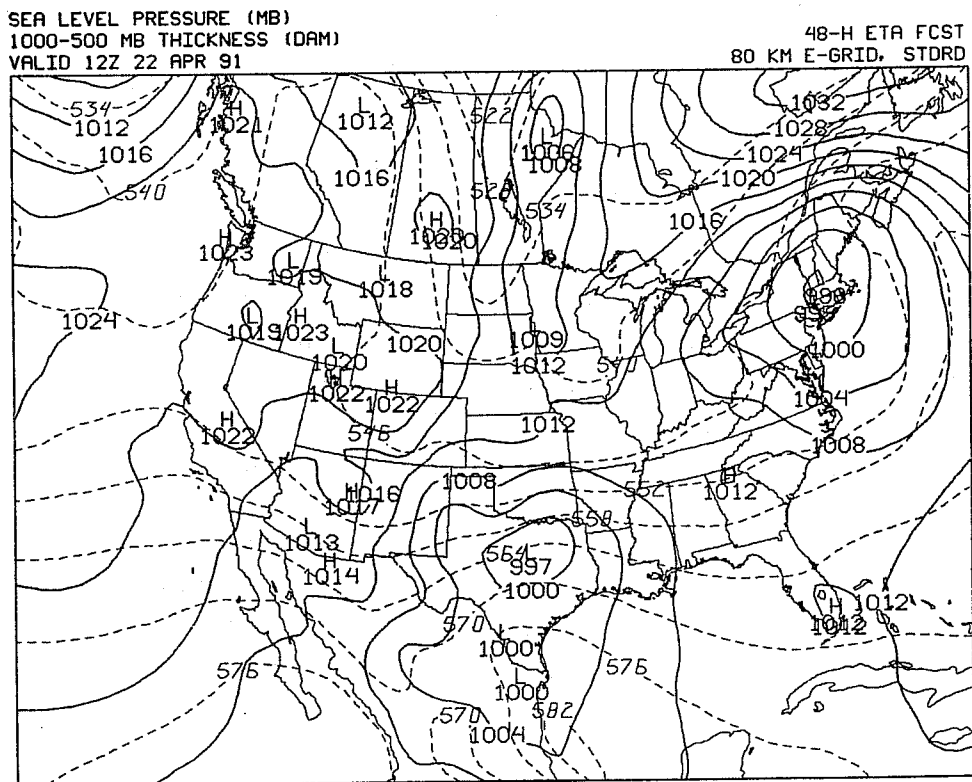 SEA LEVEL PRESSURE (MB)
1000-500 MB THICKNESS (DAM)
VALID 12Z 22 APR 91
48-H ETA FCST
80 KM E-GRID, STDRD
534
1012
1016
540
H
1021
L
1012
522
L
1006
1008
1032
1028
1024
1020
1016
1016
H
1020
534
H
1023
L
1019
L
1018
1024
L
1019
H
1023
1020
L
1020
H
1022
H
1022
L
1009
1012
1000
1004
1008
H
1022
546
1012
1008
552
H
1012
H
1017
1016
558
L
1013
H
1014
564
L
997
1000
570
L
1000
L
1000
576
576
582
570
1004
H
1012
1012